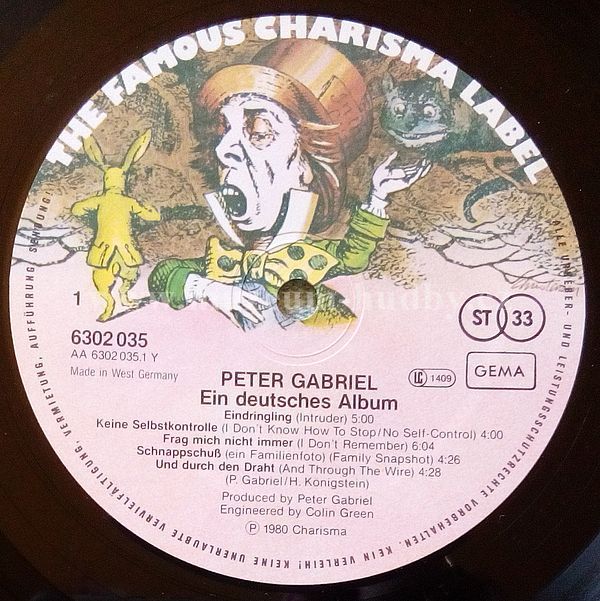 THE FAMOUS CHARISMA LABEL
1
6302 035
AA 6302 035.1 Y
Made in West Germany
ST 33
LC 1409
GEMA
PETER GABRIEL
Ein deutsches Album
Eindringling (Intruder) 5:00
Keine Selbstkontrolle (I Don't Know How To Stop/No Self-Control) 4:00
Frag mich nicht immer (I Don't Remember) 6:04
Schnappschuß (ein Familienfoto) (Family Snapshot) 4:26
Und durch den Draht (And Through The Wire) 4:28
(P. Gabriel/H. Königstein)
Produced by Peter Gabriel
Engineered by Colin Green
Ⓟ 1980 Charisma
ALLE URHEBER- UND LEISTUNGSSCHUTZRECHTE VORBEHALTEN. KEIN VERLEIH! KEINE UNERLAUBTE VERVIELFÄLTIGUNG, VERMIETUNG, AUFFÜHRUNG, SENDUNG!